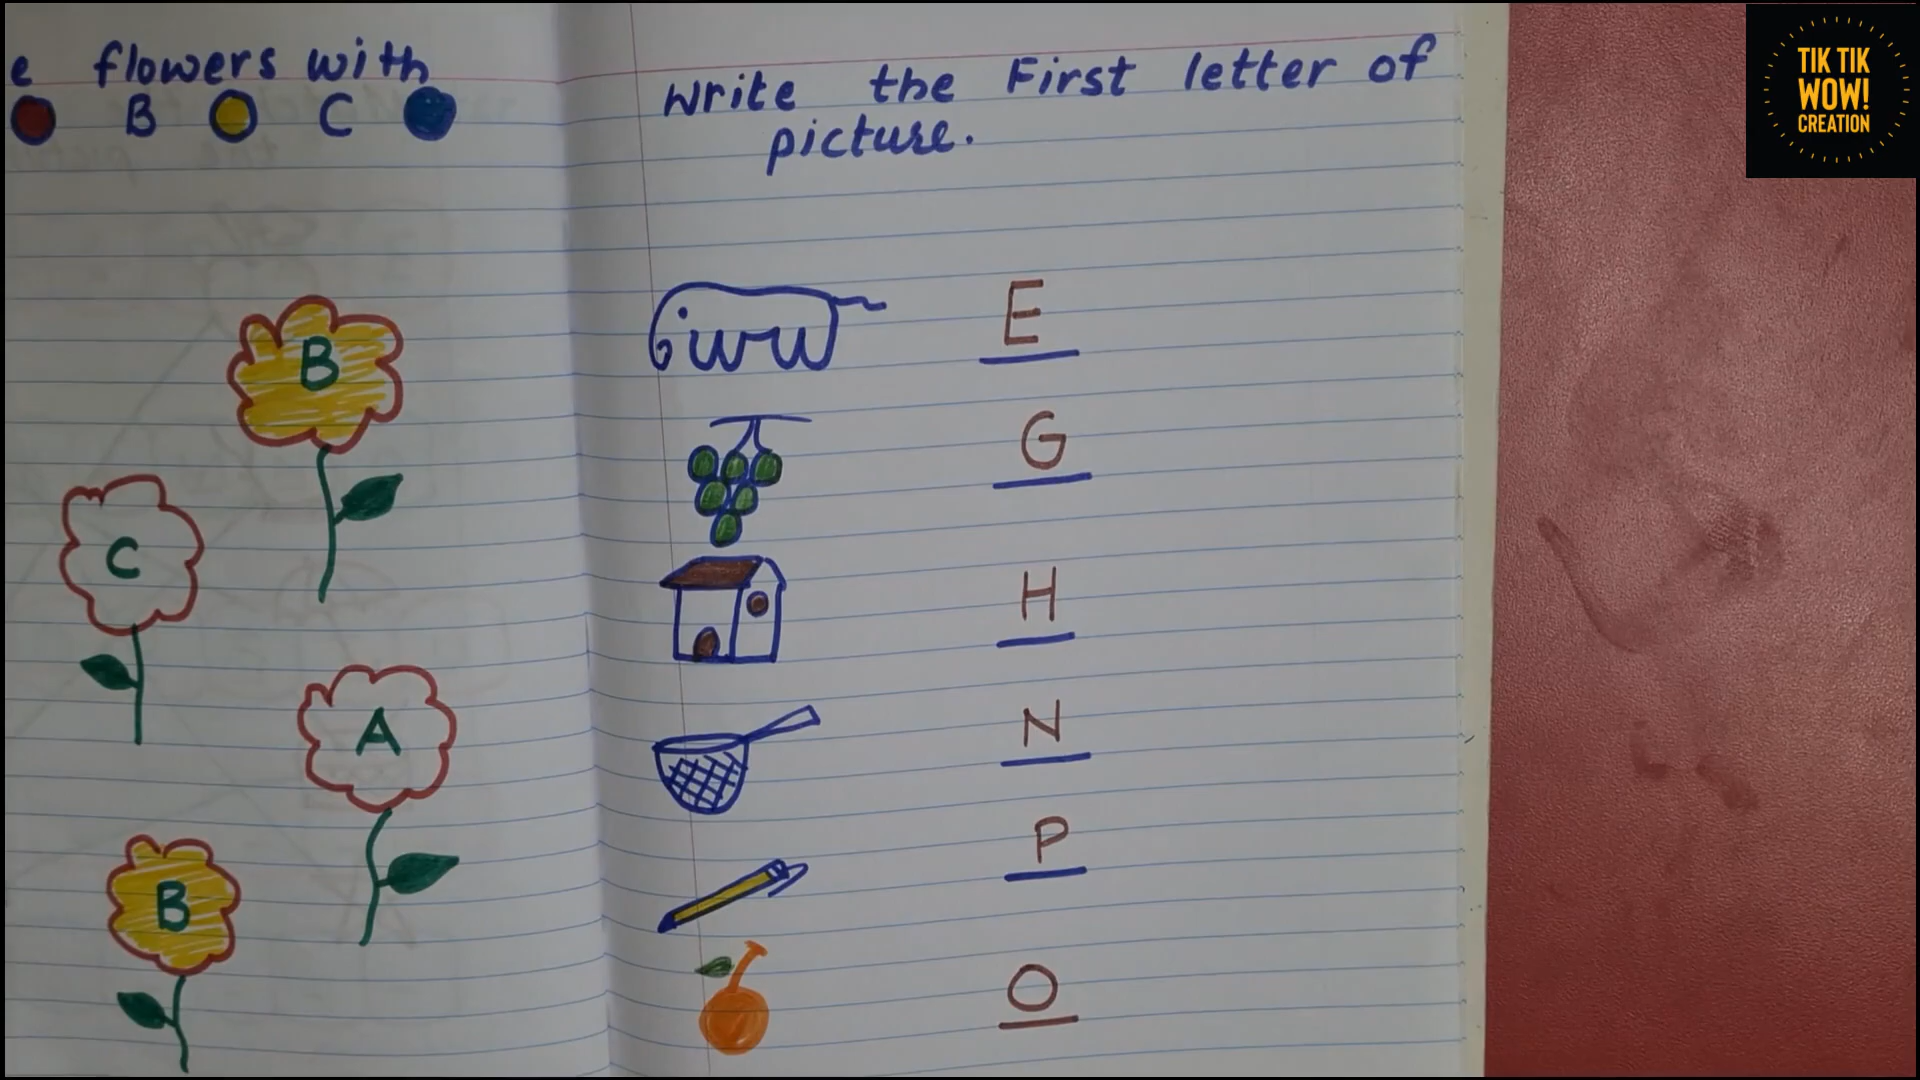 e flowers with
B C
B
C
A
B
Write the First letter of
picture.
E
G
H
N
P
O
TIK TIK
WOW!
CREATION